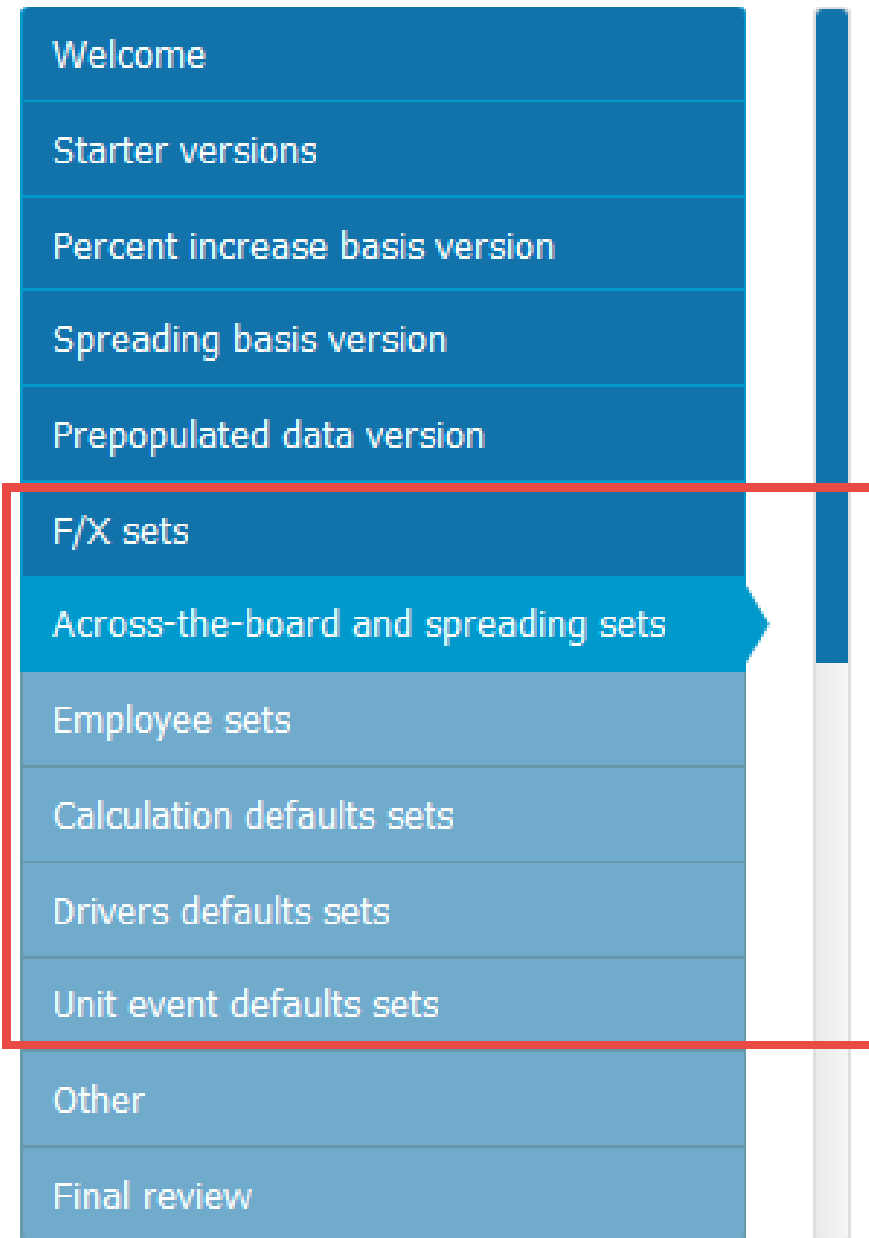 Welcome
Starter versions
Percent increase basis version
Spreading basis version
Prepopulated data version
F/X sets
Across-the-board and spreading sets
Employee sets
Calculation defaults sets
Drivers defaults sets
Unit event defaults sets
Other
Final review